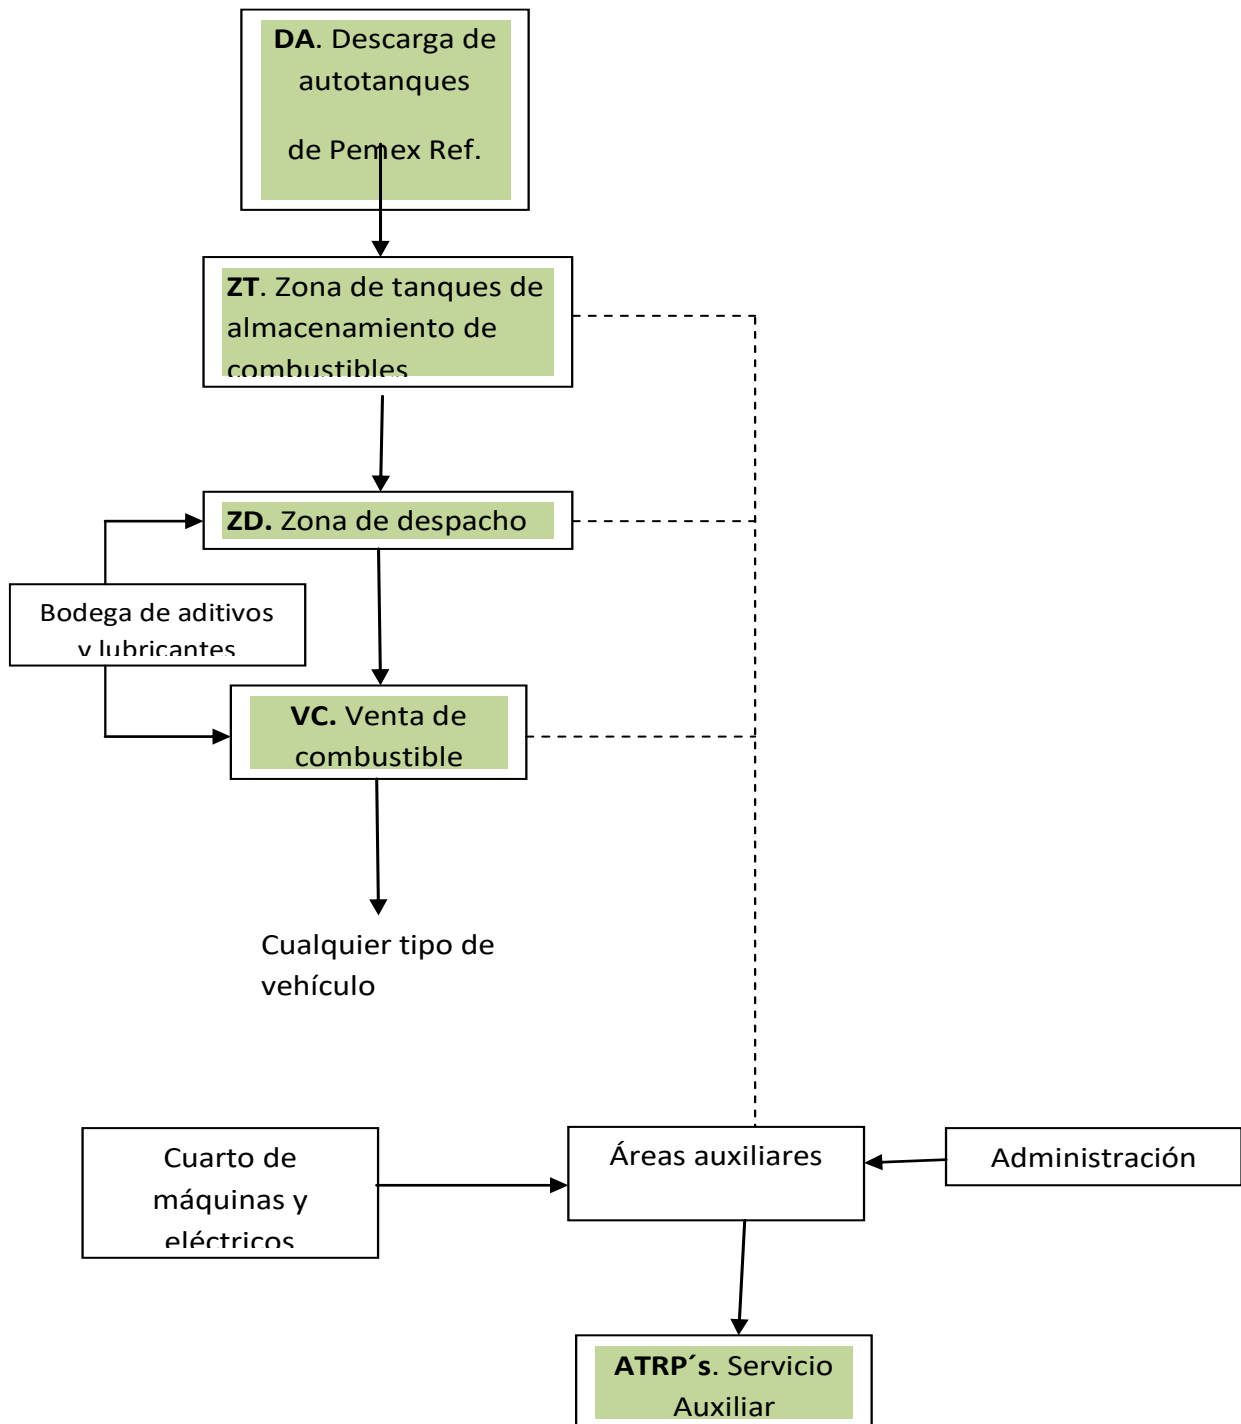 DA. Descarga de
autotanques
de Pemex Ref.
ZT. Zona de tanques de
almacenamiento de
combustibles
ZD. Zona de despacho
Bodega de aditivos
y lubricantes
VC. Venta de
combustible
Cualquier tipo de
vehículo
Cuarto de
máquinas y
eléctricos
Áreas auxiliares
Administración
ATRP´s. Servicio
Auxiliar